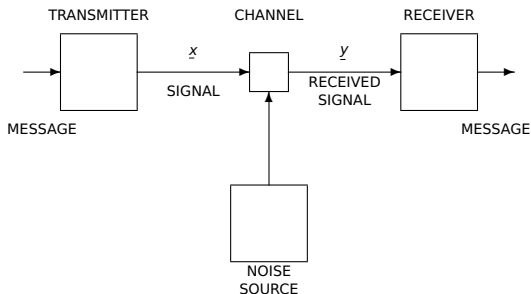 TRANSMITTER
CHANNEL
RECEIVER
x
y
SIGNAL
RECEIVED
SIGNAL
MESSAGE
MESSAGE
NOISE
SOURCE